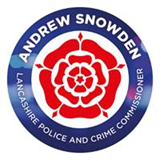 ANDREW SNOWDEN
LANCASHIRE POLICE AND CRIME COMMISSIONER